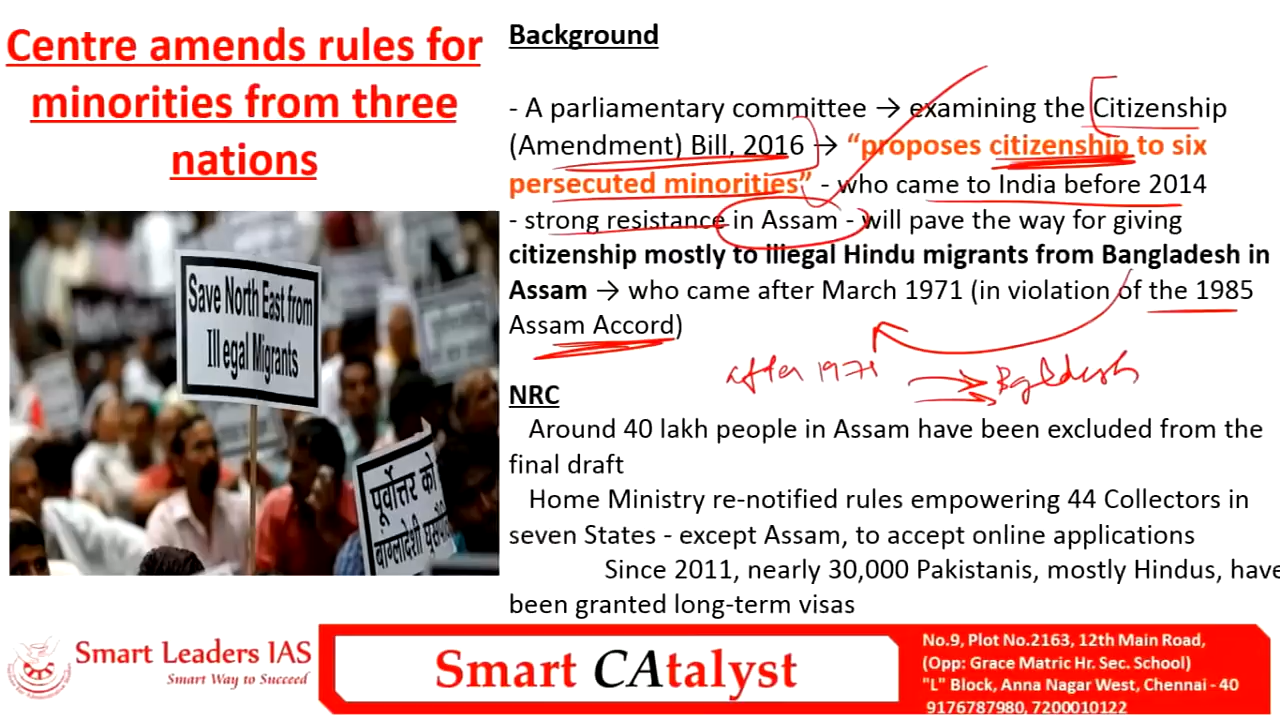 Centre amends rules for
minorities from three
nations
Save North East from
Illegal Migrants
पूर्वोत्तर को
बांग्लादेशी
Background
- A parliamentary committee → examining the Citizenship
(Amendment) Bill, 2016 → “proposes citizenship to six
persecuted minorities” - who came to India before 2014
- strong resistance in Assam - will pave the way for giving
citizenship mostly to illegal Hindu migrants from Bangladesh in
Assam → who came after March 1971 (in violation of the 1985
Assam Accord)
after 1971
NRC
Around 40 lakh people in Assam have been excluded from the
final draft
Home Ministry re-notified rules empowering 44 Collectors in
seven States - except Assam, to accept online applications
Since 2011, nearly 30,000 Pakistanis, mostly Hindus, have
been granted long-term visas
Smart Leaders IAS
Smart Way to Succeed
Smart CAtalyst
No.9, Plot No.2163, 12th Main Road,
(Opp: Grace Matric Hr. Sec. School)
"L" Block, Anna Nagar West, Chennai - 40
9176787980, 7200010122